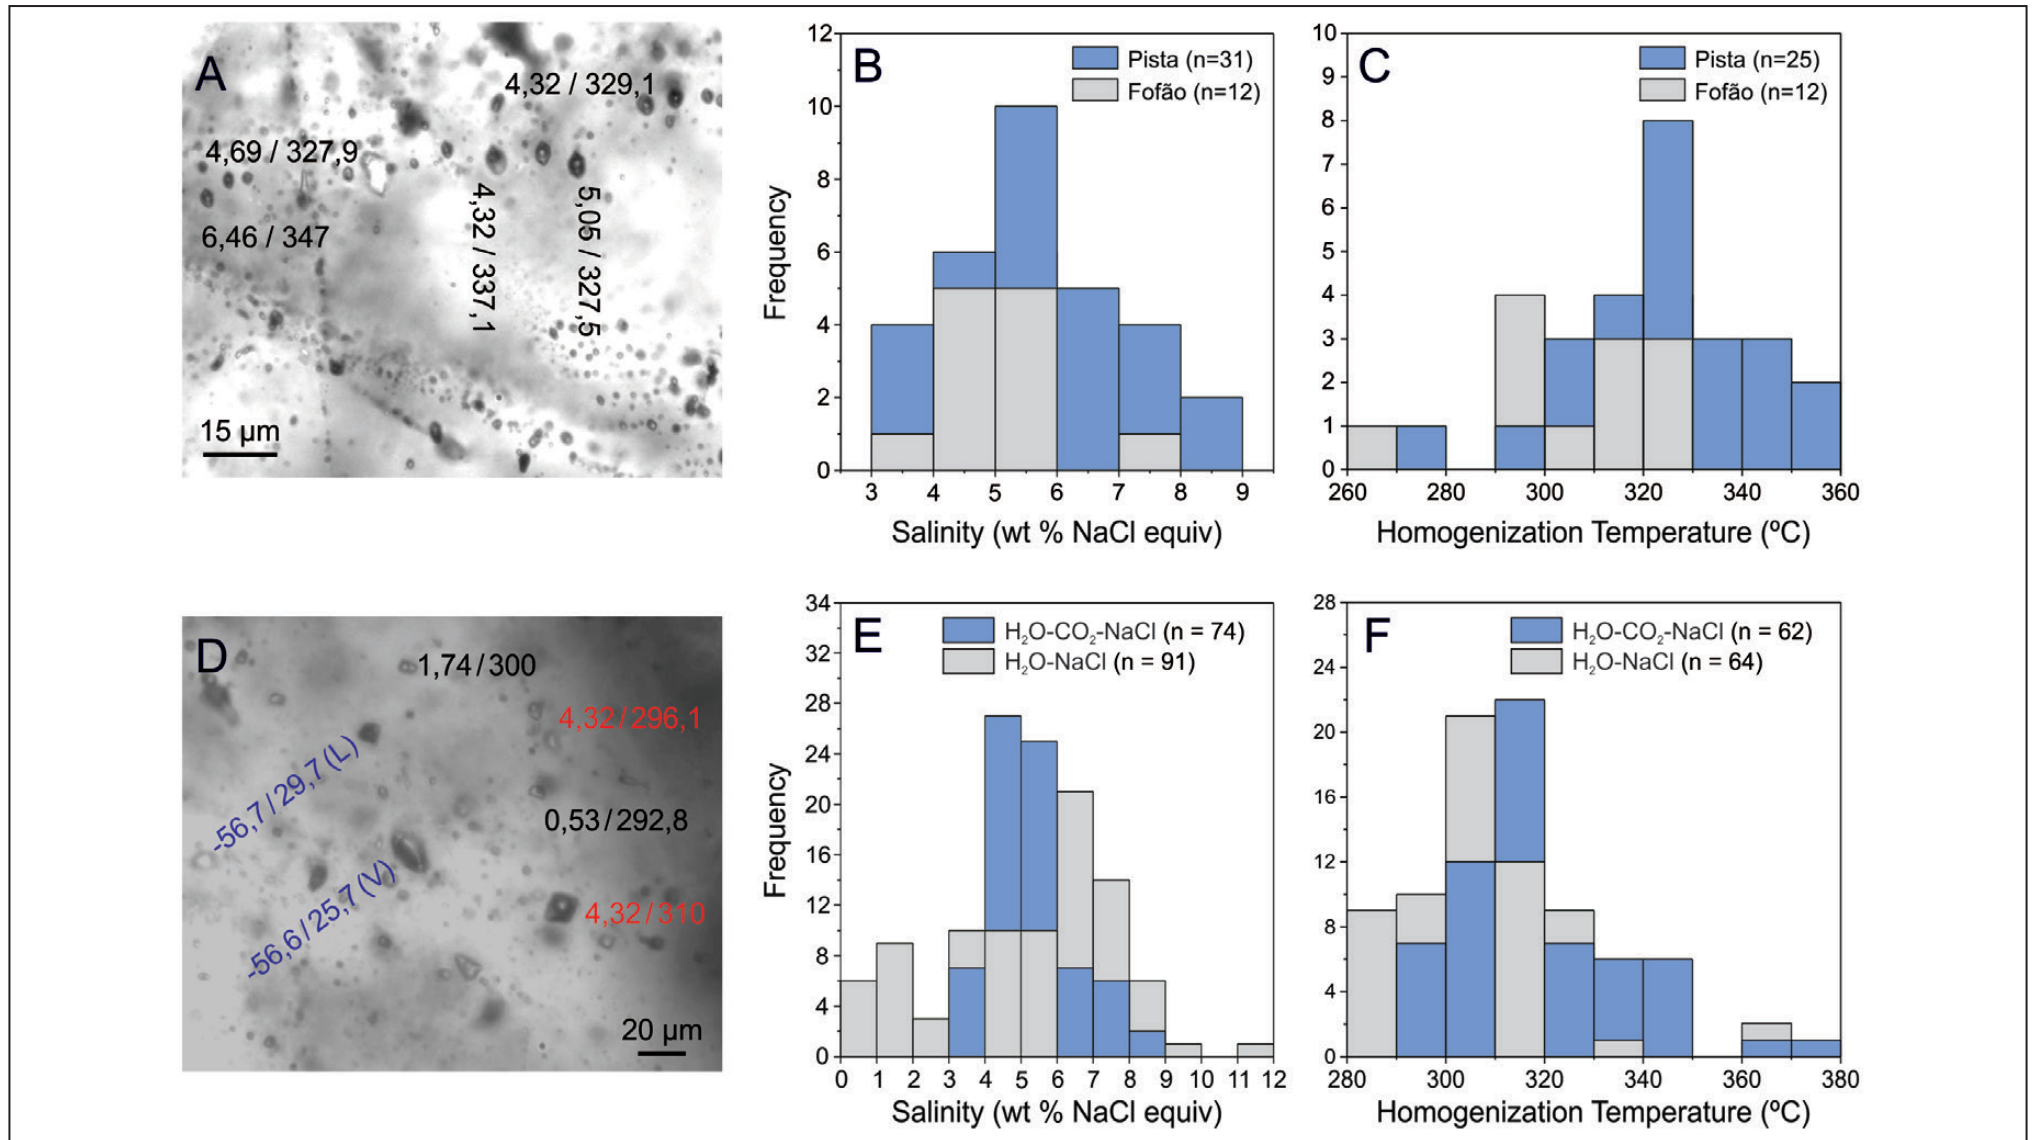 A
4,32 / 329,1
4,69 / 327,9
6,46 / 347
4,32 / 337,1
5,05 / 327,5
15 µm
B
Pista (n=31)
Fofão (n=12)
12
10
8
6
4
2
0
Frequency
3 4 5 6 7 8 9
Salinity (wt % NaCl equiv)
C
Pista (n=25)
Fofão (n=12)
10
9
8
7
6
5
4
3
2
1
0
260 280 300 320 340 360
Homogenization Temperature (ºC)
D
1,74 / 300
4,32 / 296,1
-56,7 / 29,7 (L)
0,53 / 292,8
-56,6 / 25,7 (V)
4,32 / 310
20 µm
E
H₂O-CO₂-NaCl (n = 74)
H₂O-NaCl (n = 91)
34
32
28
24
20
16
12
8
4
0
Frequency
0 1 2 3 4 5 6 7 8 9 10 11 12
Salinity (wt % NaCl equiv)
F
H₂O-CO₂-NaCl (n = 62)
H₂O-NaCl (n = 64)
28
24
20
16
12
8
4
0
280 300 320 340 360 380
Homogenization Temperature (ºC)